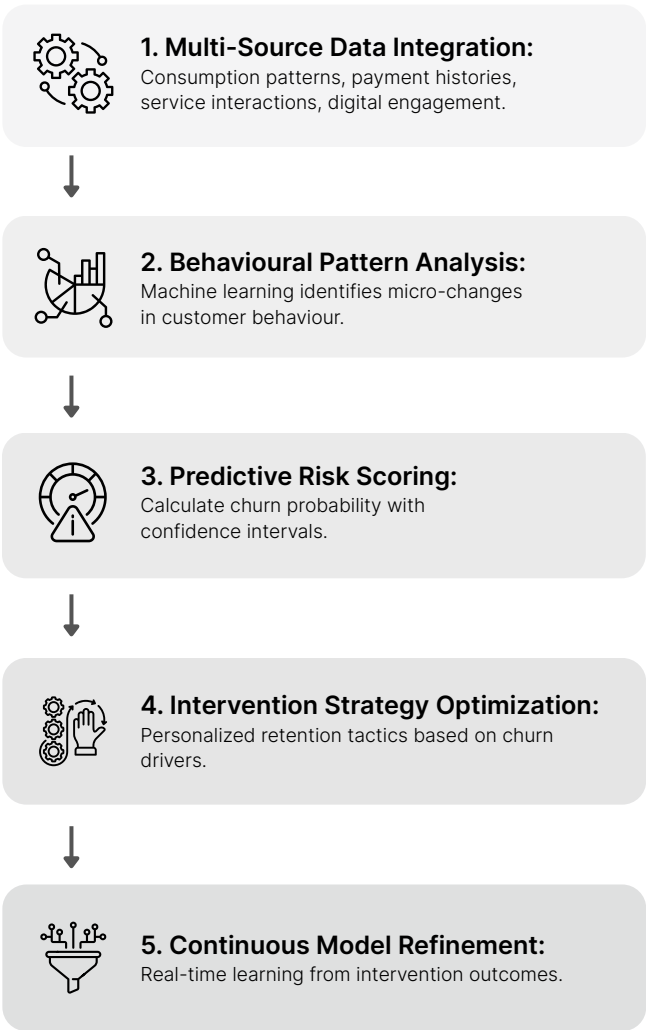 1. Multi-Source Data Integration:
Consumption patterns, payment histories,
service interactions, digital engagement.
2. Behavioural Pattern Analysis:
Machine learning identifies micro-changes
in customer behaviour.
3. Predictive Risk Scoring:
Calculate churn probability with
confidence intervals.
4. Intervention Strategy Optimization:
Personalized retention tactics based on churn
drivers.
5. Continuous Model Refinement:
Real-time learning from intervention outcomes.